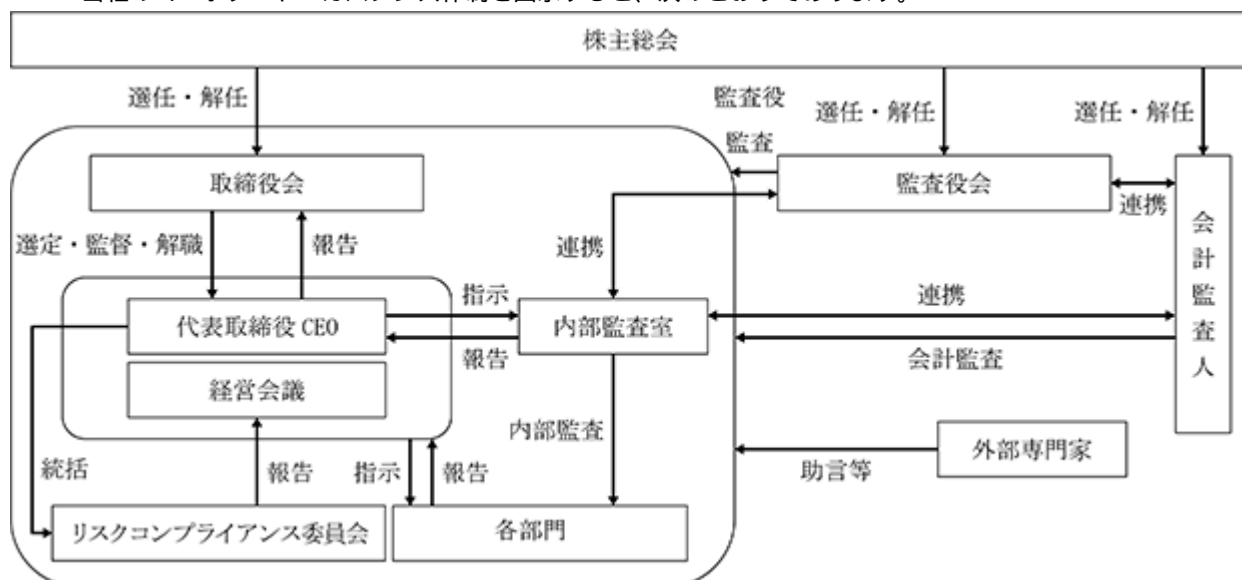 株主総会
選任・解任
監査役
選任・解任
選任・解任
監査
取締役会
監査役会
連携
会計監査人
選定・監督・解職
報告
連携
指示
連携
代表取締役 CEO
内部監査室
報告
会計監査
経営会議
内部監査
外部専門家
統括
報告
指示
報告
助言等
リスクコンプライアンス委員会
各部門